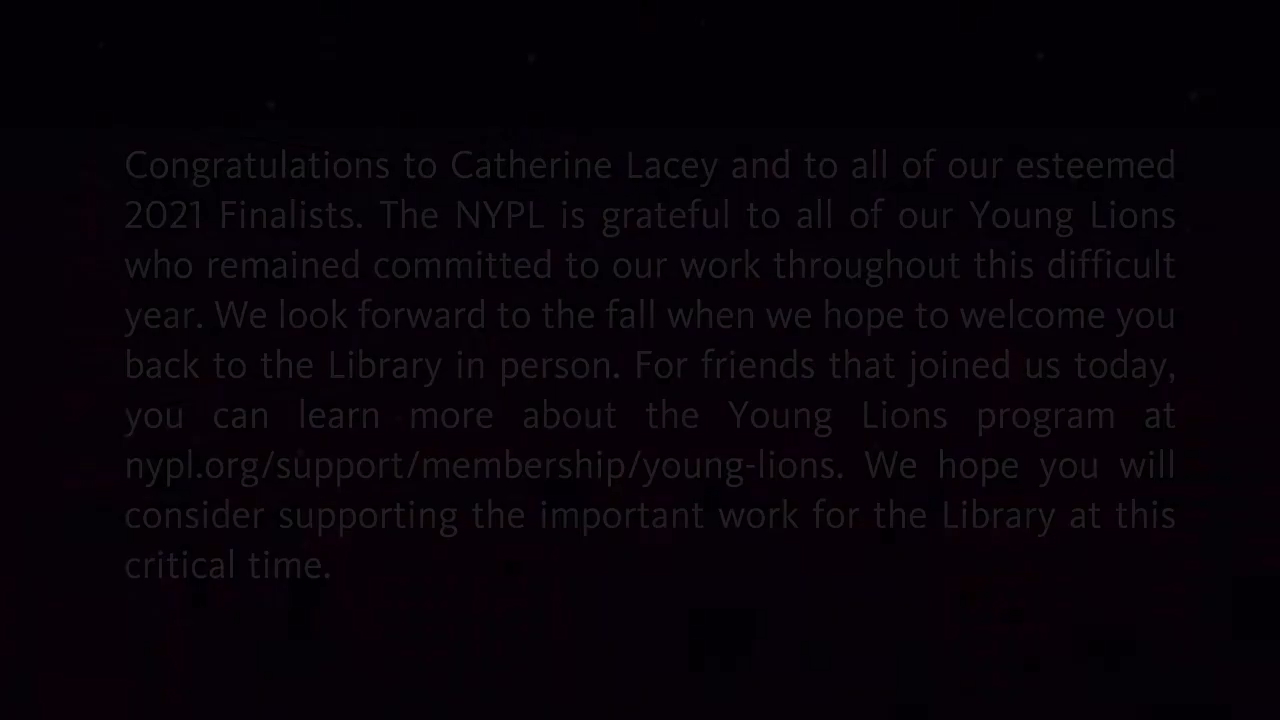 Congratulations to Catherine Lacey and to all of our esteemed
2021 Finalists. The NYPL is grateful to all of our Young Lions
who remained committed to our work throughout this difficult
year. We look forward to the fall when we hope to welcome you
back to the Library in person. For friends that joined us today,
you can learn more about the Young Lions program at
nypl.org/support/membership/young-lions. We hope you will
consider supporting the important work for the Library at this
critical time.